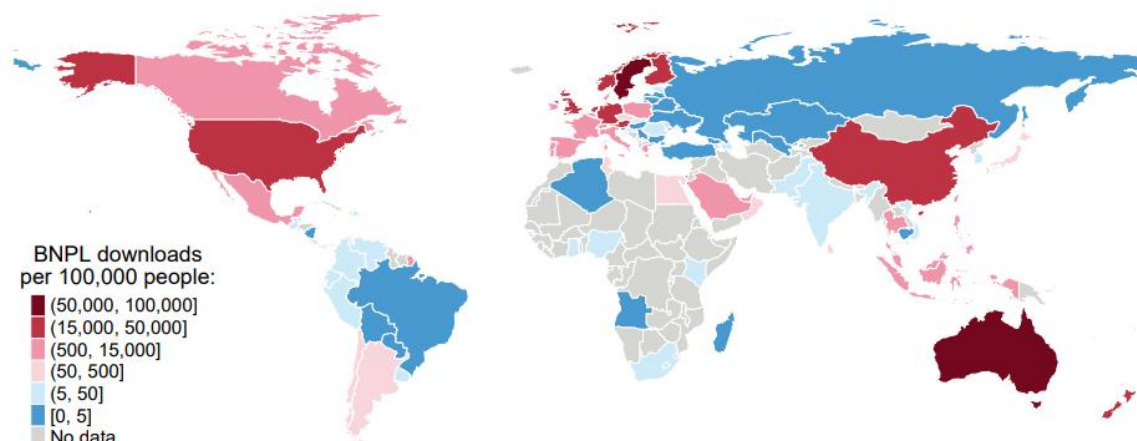 BNPL downloads
per 100,000 people:
(50,000, 100,000]
(15,000, 50,000]
(500, 15,000]
(50, 500]
(5, 50]
[0, 5]
No data